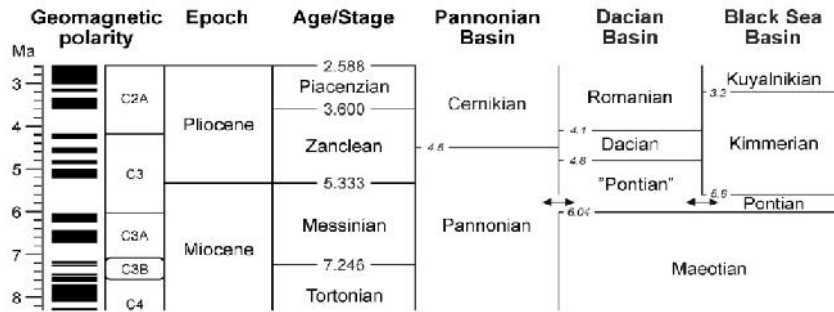 Geomagnetic polarity Epoch Age/Stage Pannonian Basin Dacian Basin Black Sea Basin
Ma
2.588
3
C2A
Piacenzian
3.600
Cernikian
Romanian
Kuyalnikian
3.2
4
Pliocene
4.1
Zanclean
4.5
Dacian
4.8
Kimmerian
5
C3
5.333
"Pontian"
5.6
Pontian
6
6.04
C3A
Messinian
Pannonian
7
Miocene
C3B
7.246
Maeotian
8
C4
Tortonian